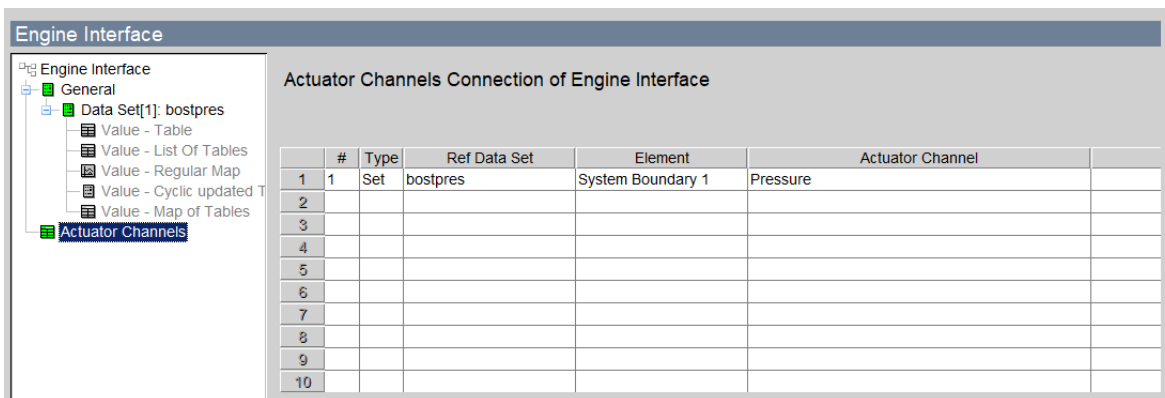 Engine Interface
Engine Interface
General
Data Set[1]: bostpres
Value - Table
Value - List Of Tables
Value - Regular Map
Value - Cyclic updated T
Value - Map of Tables
Actuator Channels
Actuator Channels Connection of Engine Interface
# Type Ref Data Set Element Actuator Channel
1 1 Set bostpres System Boundary 1 Pressure
2
3
4
5
6
7
8
9
10